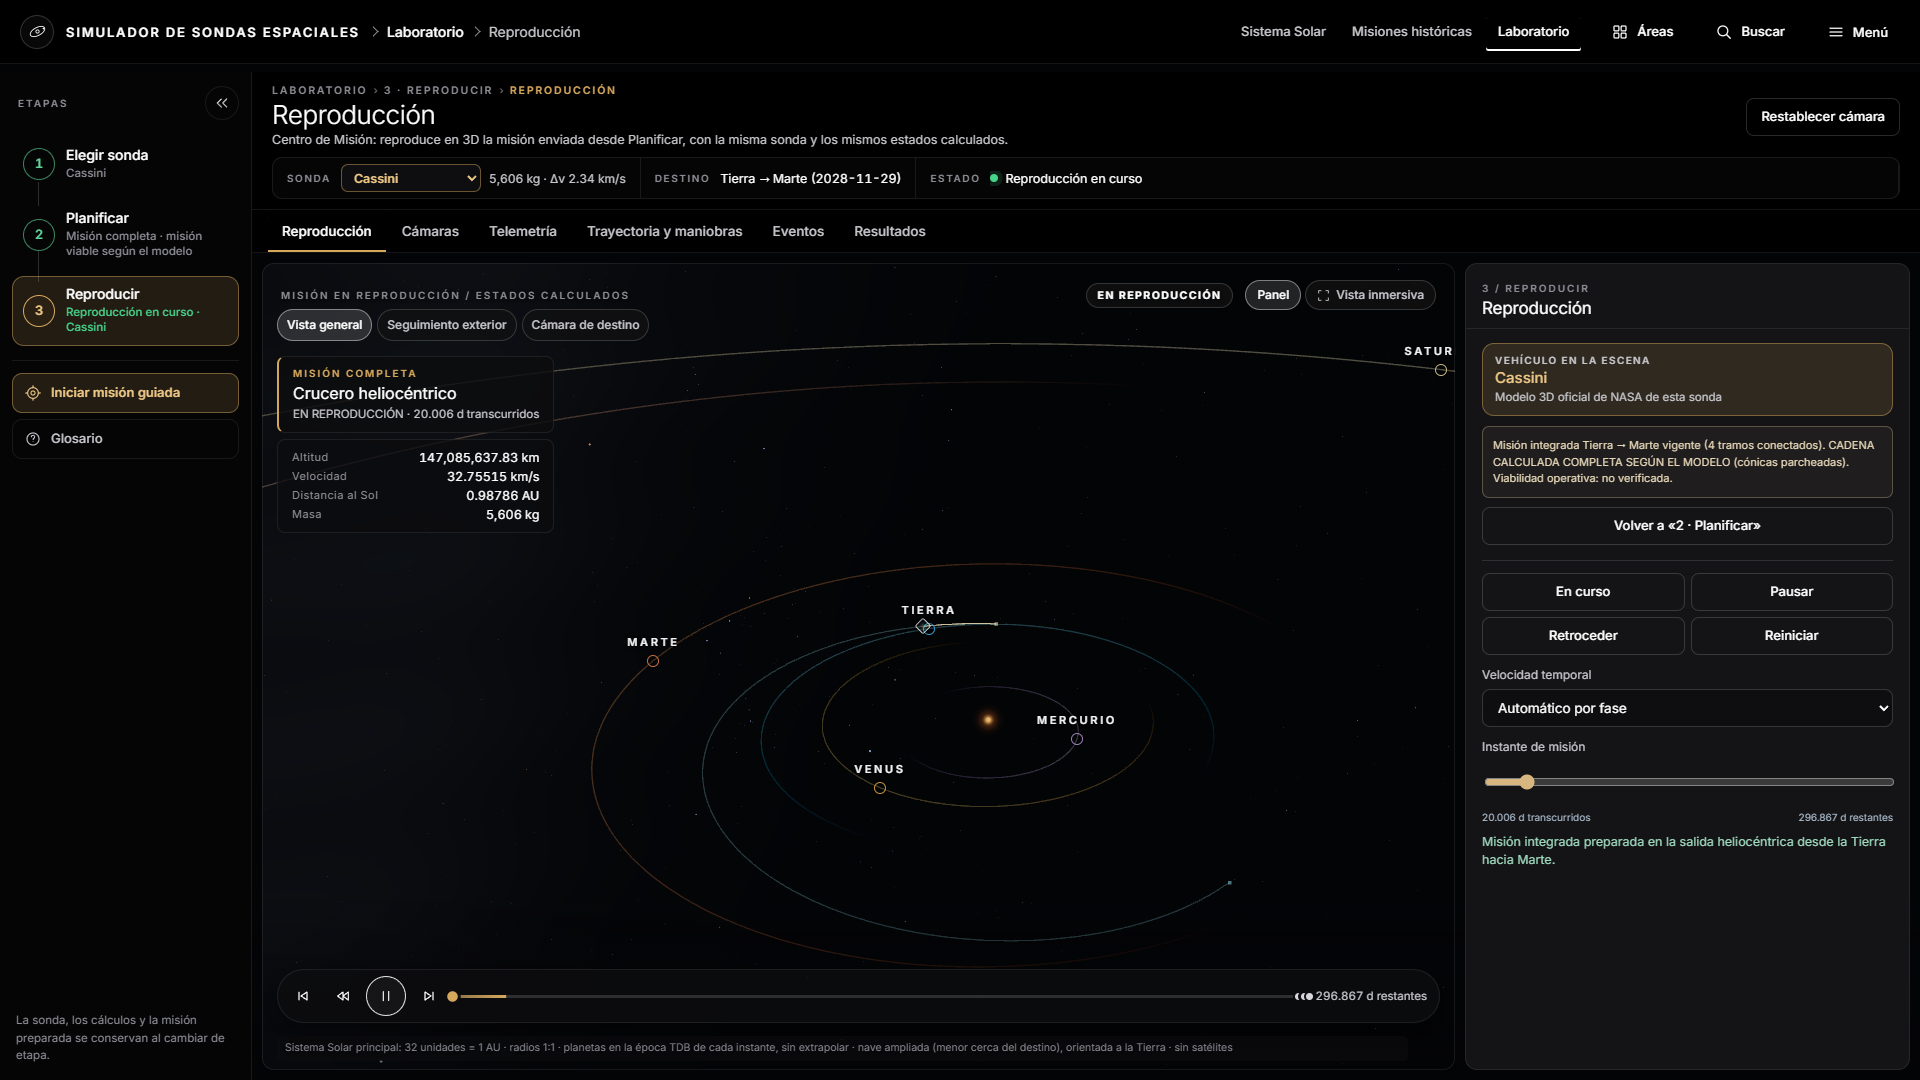 SIMULADOR DE SONDAS ESPACIALES > Laboratorio > Reproducción
Sistema Solar
Misiones históricas
Laboratorio
Áreas
Buscar
Menú
ETAPAS
1
Elegir sonda
Cassini
2
Planificar
Misión completa · misión
viable según el modelo
3
Reproducir
Reproducción en curso ·
Cassini
Iniciar misión guiada
Glosario
La sonda, los cálculos y la misión
preparada se conservan al cambiar de
etapa.
LABORATORIO › 3 · REPRODUCIR › REPRODUCCIÓN
Reproducción
Centro de Misión: reproduce en 3D la misión enviada desde Planificar, con la misma sonda y los mismos estados calculados.
Restablecer cámara
SONDA
Cassini
5,606 kg · Δv 2.34 km/s
DESTINO
Tierra → Marte (2028-11-29)
ESTADO
Reproducción en curso
Reproducción
Cámaras
Telemetría
Trayectoria y maniobras
Eventos
Resultados
MISIÓN EN REPRODUCCIÓN / ESTADOS CALCULADOS
EN REPRODUCCIÓN
Panel
Vista inmersiva
Vista general
Seguimiento exterior
Cámara de destino
MISIÓN COMPLETA
Crucero heliocéntrico
EN REPRODUCCIÓN · 20.006 d transcurridos
Altitud 147,085,637.83 km
Velocidad 32.75515 km/s
Distancia al Sol 0.98786 AU
Masa 5,606 kg
SATUR
TIERRA
MARTE
MERCURIO
VENUS
296.867 d restantes
Sistema Solar principal: 32 unidades = 1 AU · radios 1:1 · planetas en la época TDB de cada instante, sin extrapolar · nave ampliada (menor cerca del destino), orientada a la Tierra · sin satélites
3 / REPRODUCIR
Reproducción
VEHÍCULO EN LA ESCENA
Cassini
Modelo 3D oficial de NASA de esta sonda
Misión integrada Tierra → Marte vigente (4 tramos conectados). CADENA
CALCULADA COMPLETA SEGÚN EL MODELO (cónicas parcheadas).
Viabilidad operativa: no verificada.
Volver a «2 · Planificar»
En curso
Pausar
Retroceder
Reiniciar
Velocidad temporal
Automático por fase
Instante de misión
20.006 d transcurridos
296.867 d restantes
Misión integrada preparada en la salida heliocéntrica desde la Tierra
hacia Marte.